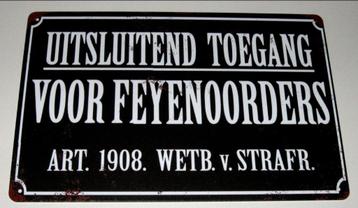 UITSLUITEND TOEGANG
VOOR FEYENOORDERS
ART. 1908. WETB. v. STRAFR.